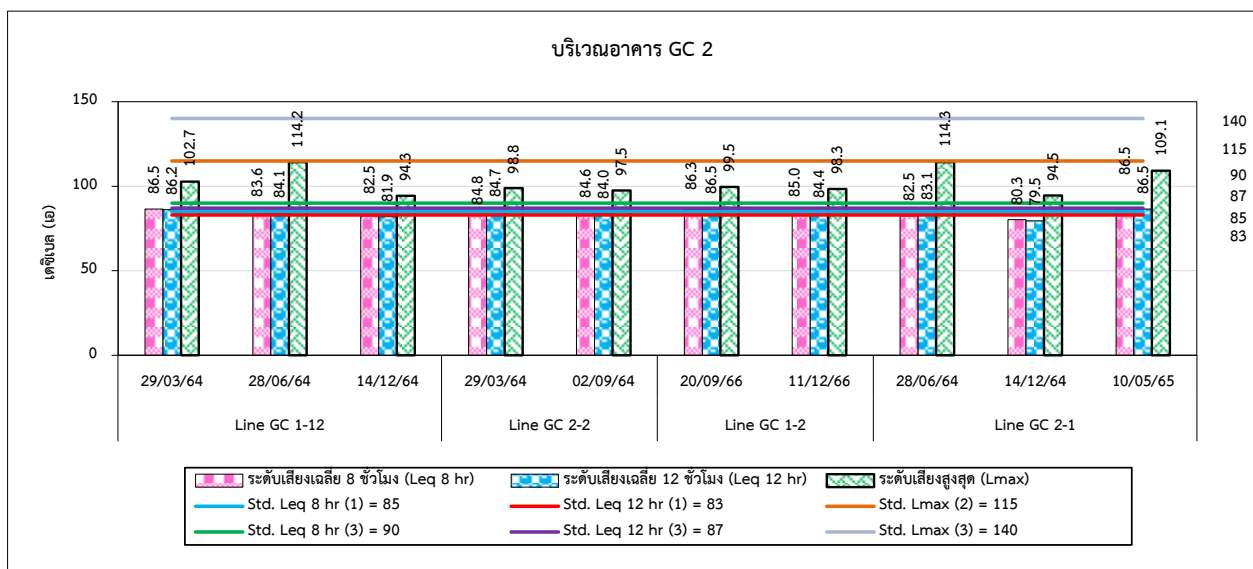 บริเวณอาคาร GC 2
เดซิเบล (เอ)
150
100
50
0
86.5 86.2 102.7 83.6 84.1 114.2 82.5 81.9 94.3 84.8 84.7 98.8 84.6 84.0 97.5 86.3 86.5 99.5 85.0 84.4 98.3 82.5 83.1 114.3 80.3 79.5 94.5 86.5 86.5 109.1
140
115
90
87
85
83
29/03/64 28/06/64 14/12/64 29/03/64 02/09/64 20/09/66 11/12/66 28/06/64 14/12/64 10/05/65
Line GC 1-12 Line GC 2-2 Line GC 1-2 Line GC 2-1
ระดับเสียงเฉลี่ย 8 ชั่วโมง (Leq 8 hr) ระดับเสียงเฉลี่ย 12 ชั่วโมง (Leq 12 hr) ระดับเสียงสูงสุด (Lmax)
Std. Leq 8 hr (1) = 85 Std. Leq 12 hr (1) = 83 Std. Lmax (2) = 115
Std. Leq 8 hr (3) = 90 Std. Leq 12 hr (3) = 87 Std. Lmax (3) = 140